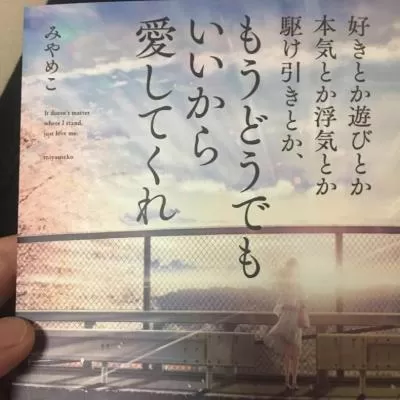 好きとか遊びとか
本気とか浮気とか
駆け引きとか、
もうどうでも
いいから
愛してくれ
みやめこ
It doesn't matter
where I stand,
just love me.
miyameko